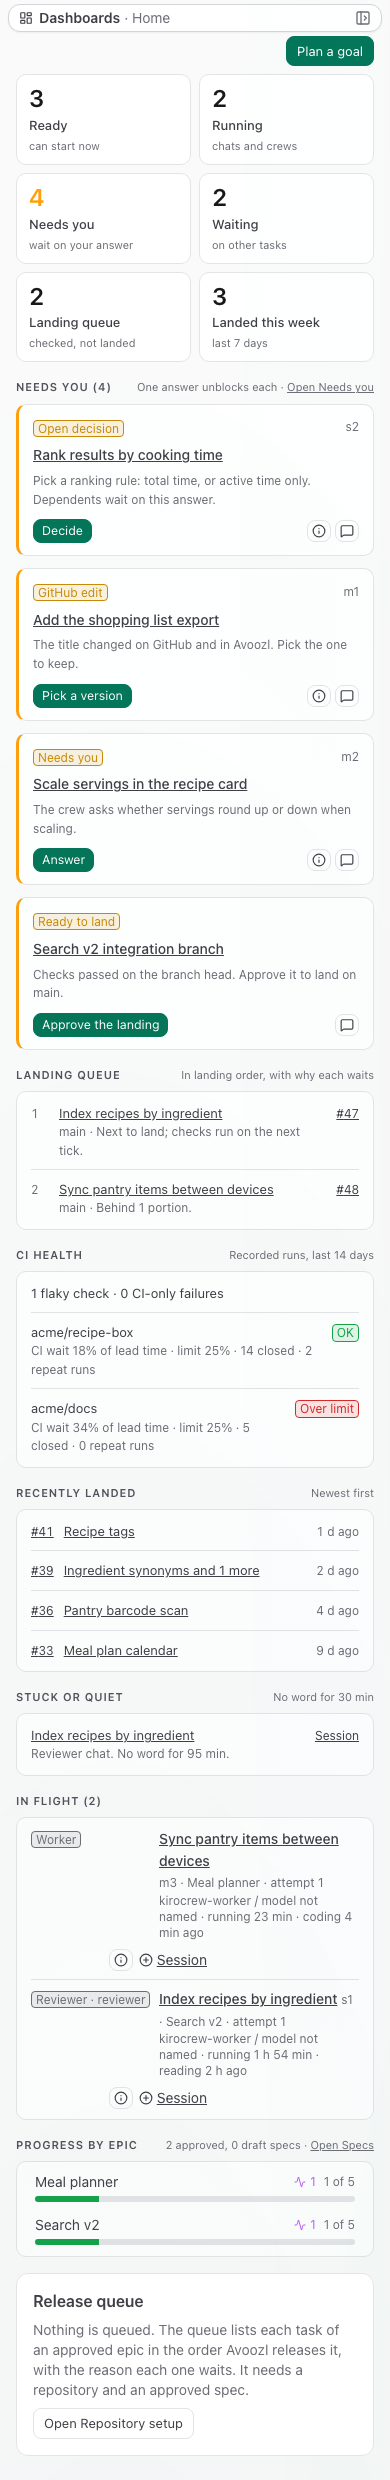 Dashboards · Home
Plan a goal
3
Ready
can start now
2
Running
chats and crews
4
Needs you
wait on your answer
2
Waiting
on other tasks
2
Landing queue
checked, not landed
3
Landed this week
last 7 days
NEEDS YOU (4)
One answer unblocks each · Open Needs you
Open decision
s2
Rank results by cooking time
Pick a ranking rule: total time, or active time only.
Dependents wait on this answer.
Decide
GitHub edit
m1
Add the shopping list export
The title changed on GitHub and in Avoozl. Pick the one
to keep.
Pick a version
Needs you
m2
Scale servings in the recipe card
The crew asks whether servings round up or down when
scaling.
Answer
Ready to land
Search v2 integration branch
Checks passed on the branch head. Approve it to land on
main.
Approve the landing
LANDING QUEUE
In landing order, with why each waits
1
Index recipes by ingredient
#47
main · Next to land; checks run on the next
tick.
2
Sync pantry items between devices
#48
main · Behind 1 portion.
CI HEALTH
Recorded runs, last 14 days
1 flaky check · 0 CI-only failures
acme/recipe-box
OK
CI wait 18% of lead time · limit 25% · 14 closed · 2
repeat runs
acme/docs
Over limit
CI wait 34% of lead time · limit 25% · 5
closed · 0 repeat runs
RECENTLY LANDED
Newest first
#41 Recipe tags
1 d ago
#39 Ingredient synonyms and 1 more
2 d ago
#36 Pantry barcode scan
4 d ago
#33 Meal plan calendar
9 d ago
STUCK OR QUIET
No word for 30 min
Index recipes by ingredient
Session
Reviewer chat. No word for 95 min.
IN FLIGHT (2)
Worker
Sync pantry items between
devices
m3 · Meal planner · attempt 1
kirocrew-worker / model not
named · running 23 min · coding 4
min ago
Session
Reviewer · reviewer
Index recipes by ingredient s1
· Search v2 · attempt 1
kirocrew-worker / model not
named · running 1 h 54 min ·
reading 2 h ago
Session
PROGRESS BY EPIC
2 approved, 0 draft specs · Open Specs
Meal planner
1 1 of 5
Search v2
1 1 of 5
Release queue
Nothing is queued. The queue lists each task of
an approved epic in the order Avoozl releases it,
with the reason each one waits. It needs a
repository and an approved spec.
Open Repository setup